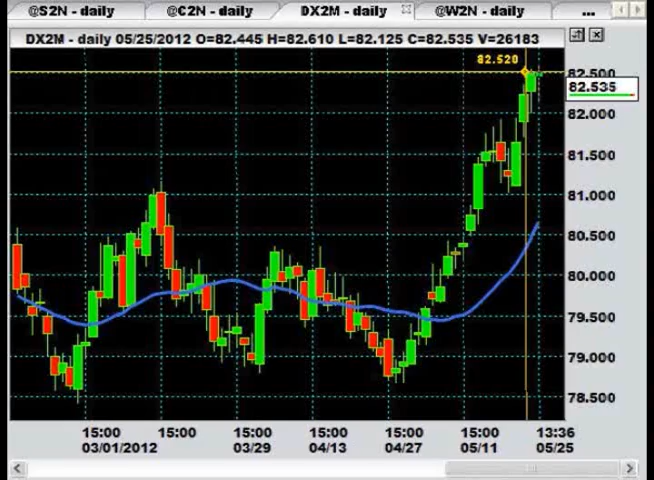 @S2N - daily @C2N - daily DX2M - daily @W2N - daily ...
DX2M - daily 05/25/2012 O=82.445 H=82.610 L=82.125 C=82.535 V=26183
82.520
82.500
82.535
82.000
81.500
81.000
80.500
80.000
79.500
79.000
78.500
15:00 15:00 15:00 15:00 15:00 15:00 13:36
03/01/2012 03/29 04/13 04/27 05/11 05/25